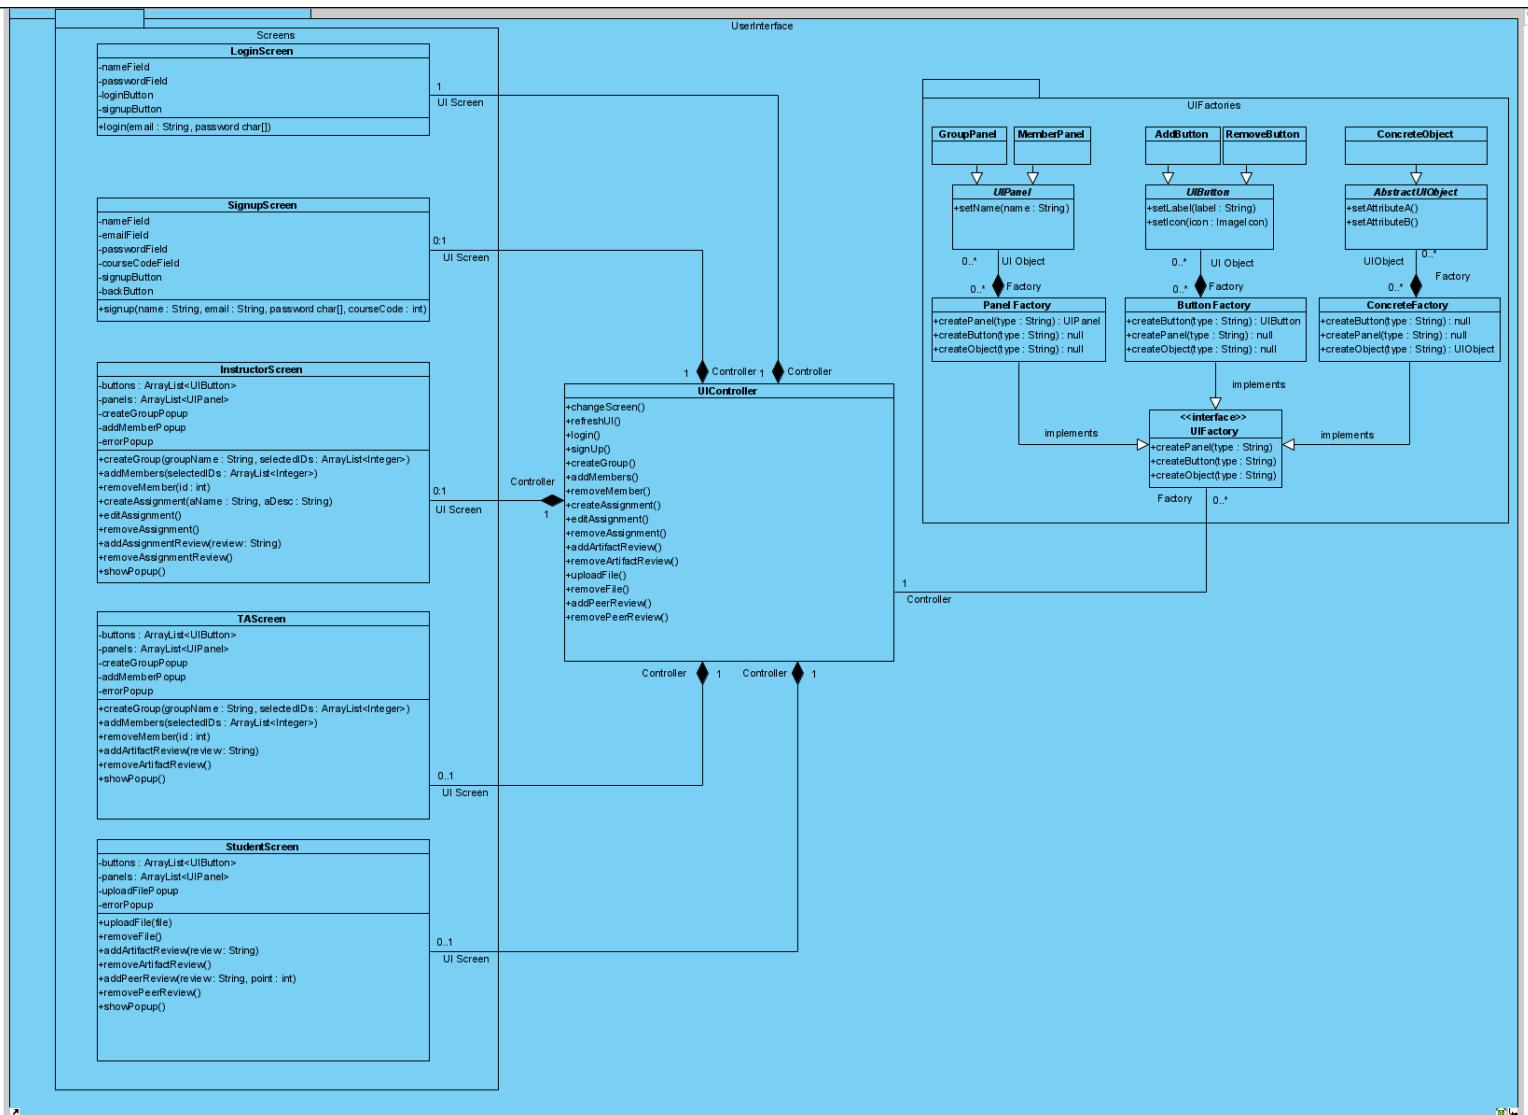 UserInterface
Screens
LoginScreen
-nameField
-passwordField
-loginButton
-signupButton
+login(email : String, password char[])
1
UI Screen
SignupScreen
-nameField
-emailField
-passwordField
-courseCodeField
-signupButton
-backButton
+signup(name : String, email : String, password char[], courseCode : int)
0:1
UI Screen
InstructorScreen
-buttons : ArrayList<UIButton>
-panels : ArrayList<UIPanel>
-createGroupPopup
-addMemberPopup
-errorPopup
+createGroup(groupName : String, selectedIDs : ArrayList<Integer>)
+addMembers(selectedIDs : ArrayList<Integer>)
+removeMember(id : int)
+createAssignment(aName : String, aDesc : String)
+editAssignment()
+removeAssignment()
+addAssignmentReview(review : String)
+removeAssignmentReview()
+showPopup()
0:1
UI Screen
TAScreen
-buttons : ArrayList<UIButton>
-panels : ArrayList<UIPanel>
-createGroupPopup
-addMemberPopup
-errorPopup
+createGroup(groupName : String, selectedIDs : ArrayList<Integer>)
+addMembers(selectedIDs : ArrayList<Integer>)
+removeMember(id : int)
+addArtifactReview(review : String)
+removeArtifactReview()
+showPopup()
0..1
UI Screen
StudentScreen
-buttons : ArrayList<UIButton>
-panels : ArrayList<UIPanel>
-uploadFilePopup
-errorPopup
+uploadFile(file)
+removeFile()
+addArtifactReview(review : String)
+removeArtifactReview()
+addPeerReview(review : String, point : int)
+removePeerReview()
+showPopup()
0..1
UI Screen
1
Controller
1
Controller
Controller
1
UIController
+changeScreen()
+refreshUI()
+login()
+signUp()
+createGroup()
+addMembers()
+removeMember()
+createAssignment()
+editAssignment()
+removeAssignment()
+addArtifactReview()
+removeArtifactReview()
+uploadFile()
+removeFile()
+addPeerReview()
+removePeerReview()
Controller
1
Controller
1
1
Controller
UIFactories
GroupPanel
MemberPanel
AddButton
RemoveButton
ConcreteObject
UIPanel
+setName(name : String)
UIButton
+setLabel(label : String)
+setIcon(icon : ImageIcon)
AbstractUIObject
+setAttributeA()
+setAttributeB()
0..*
UI Object
0..*
Factory
0..*
UI Object
0..*
Factory
UIObject
0..*
0..*
Factory
Panel Factory
+createPanel(type : String) : UIPanel
+createButton(type : String) : null
+createObject(type : String) : null
Button Factory
+createButton(type : String) : UIButton
+createPanel(type : String) : null
+createObject(type : String) : null
ConcreteFactory
+createButton(type : String) : null
+createPanel(type : String) : null
+createObject(type : String) : UIObject
implements
implements
implements
<<interface>>
UIFactory
+createPanel(type : String)
+createButton(type : String)
+createObject(type : String)
Factory
0..*